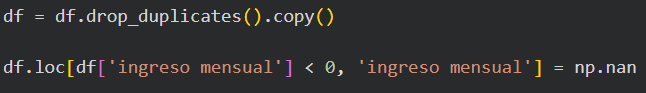 df = df.drop_duplicates().copy()
df.loc[df['ingreso mensual'] < 0, 'ingreso mensual'] = np.nan